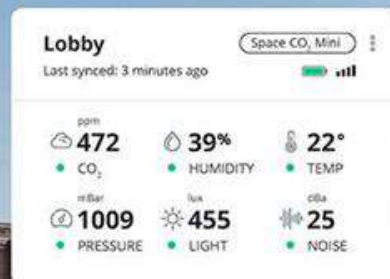 Lobby
Space CO₂ Mini
Last synced: 3 minutes ago
ppm
472 39% 22°
CO₂ HUMIDITY TEMP
mBar lux dBa
1009 455 25
PRESSURE LIGHT NOISE